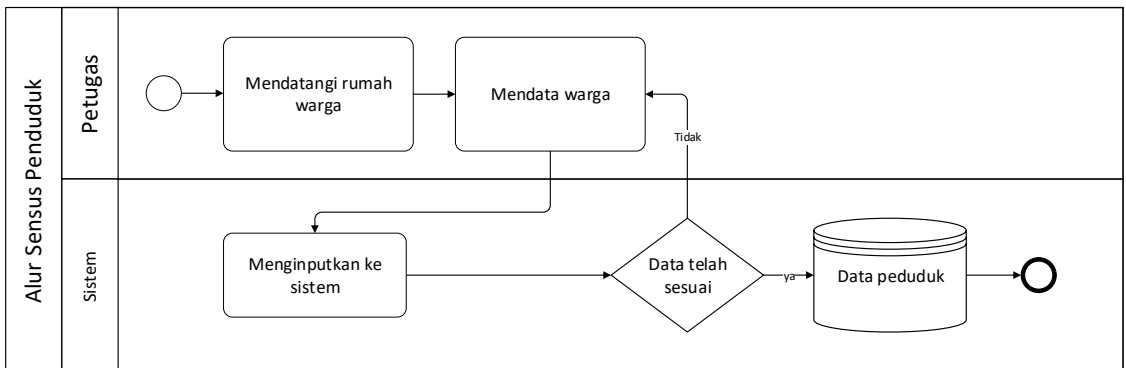 Alur Sensus Penduduk
Petugas
Mendatangi rumah
warga
Mendata warga
Tidak
Sistem
Menginputkan ke
sistem
Data telah
sesuai
ya
Data peduduk